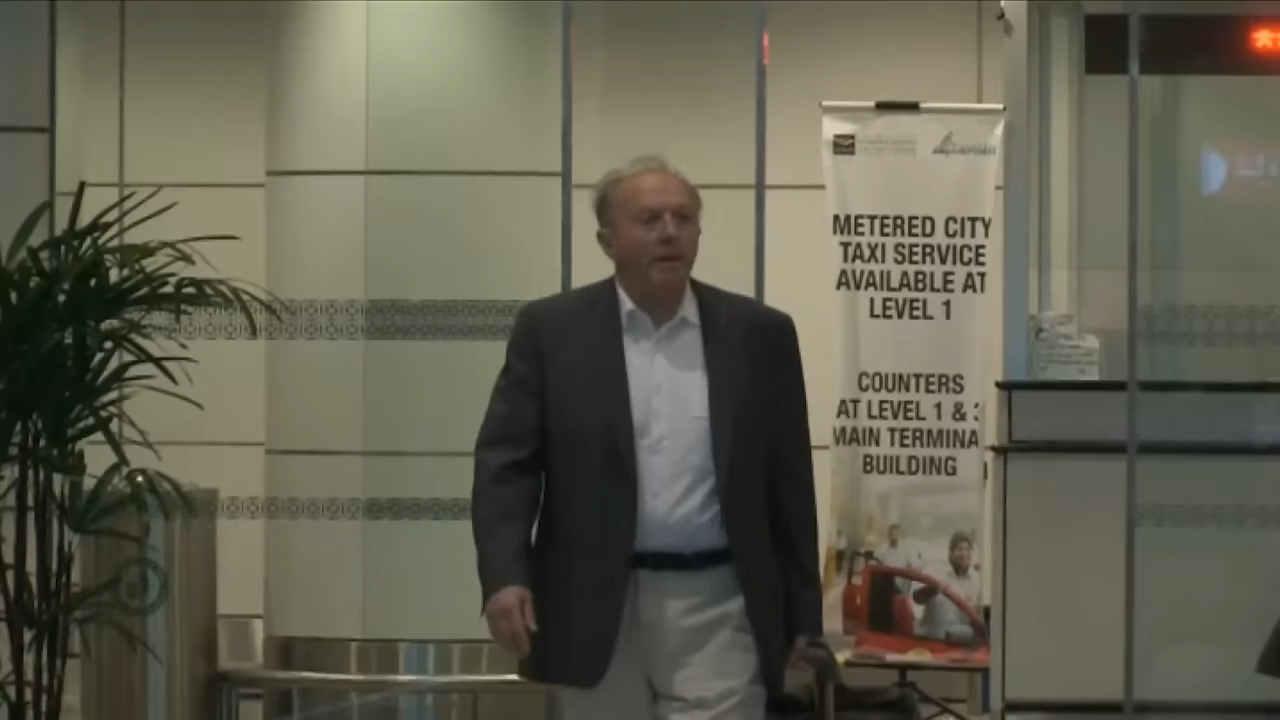 METERED CITY
TAXI SERVICE
AVAILABLE AT
LEVEL 1
COUNTERS
AT LEVEL 1 &
MAIN TERMINA
BUILDING